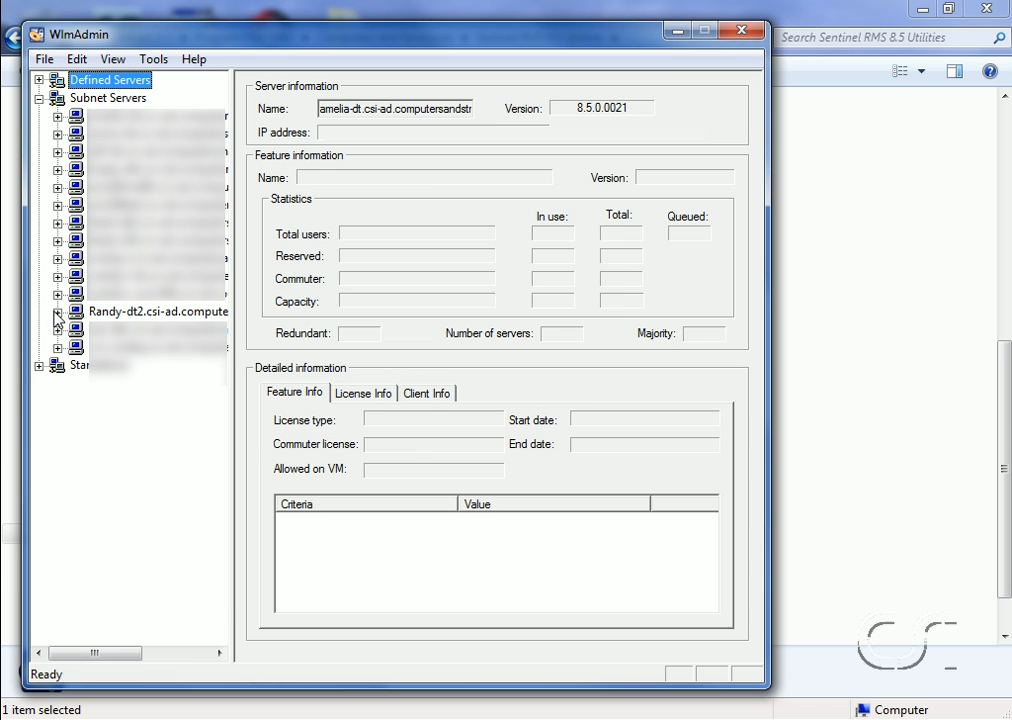 WlmAdmin
Search Sentinel RMS 8.5 Utilities
File Edit View Tools Help
Defined Servers
Subnet Servers
Randy-dt2.csi-ad.compute
Server information
Name: amelia-dt.csi-ad.computersandstr Version: 8.5.0.0021
IP address:
Feature information
Name: Version:
Statistics
In use: Total: Queued:
Total users:
Reserved:
Commuter:
Capacity:
Redundant: Number of servers: Majority:
Detailed information
Feature Info License Info Client Info
License type: Start date:
Commuter license: End date:
Allowed on VM:
Criteria Value
Ready
CSI
1 item selected Computer